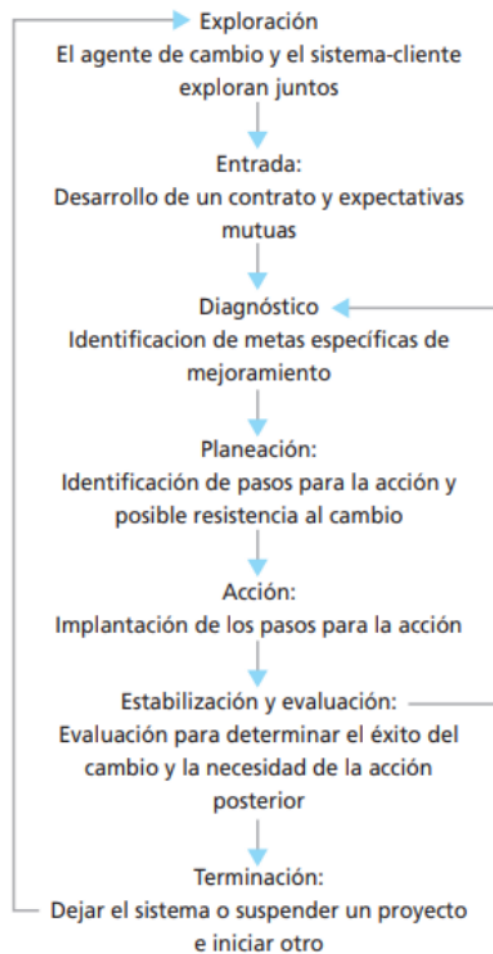 Exploración
El agente de cambio y el sistema-cliente
exploran juntos
Entrada:
Desarrollo de un contrato y expectativas
mutuas
Diagnóstico
Identificacion de metas específicas de
mejoramiento
Planeación:
Identificación de pasos para la acción y
posible resistencia al cambio
Acción:
Implantación de los pasos para la acción
Estabilización y evaluación:
Evaluación para determinar el éxito del
cambio y la necesidad de la acción
posterior
Terminación:
Dejar el sistema o suspender un proyecto
e iniciar otro